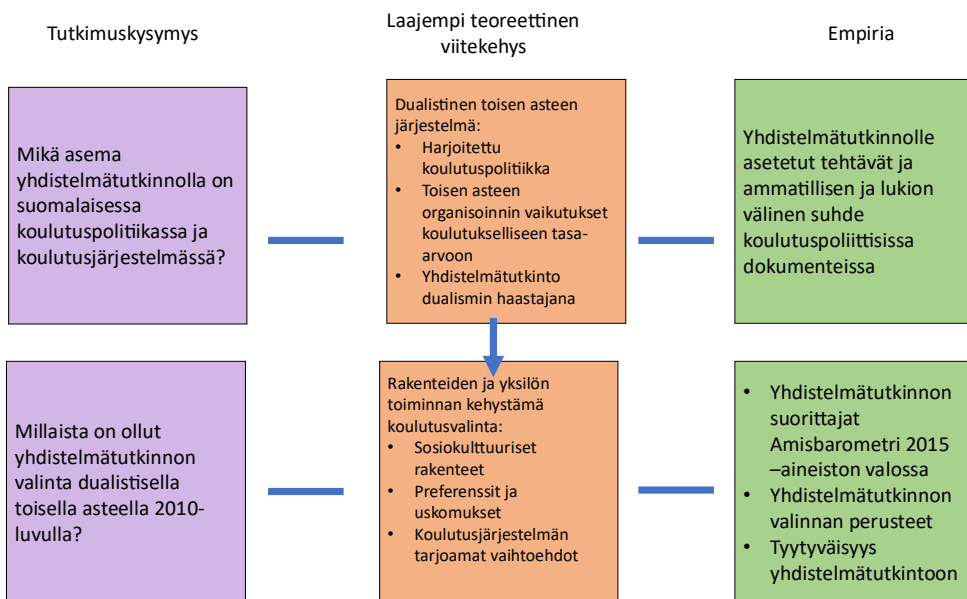 Tutkimuskysymys
Laajempi teoreettinen
viitekehys
Empiria
Mikä asema
yhdistelmätutkinnolla on
suomalaisessa
koulutuspolitiikassa ja
koulutusjärjestelmässä?
Dualistinen toisen asteen
järjestelmä:
• Harjoitettu
koulutuspolitiikka
• Toisen asteen
organisoinnin vaikutukset
koulutukselliseen tasa-
arvoon
• Yhdistelmätutkinto
dualismin haastajana
Yhdistelmätutkinnolle
asetetut tehtävät ja
ammatillisen ja lukion
välinen suhde
koulutuspoliittisissa
dokumenteissa
Millaista on ollut
yhdistelmätutkinnon
valinta dualistisella
toisella asteella 2010-
luvulla?
Rakenteiden ja yksilön
toiminnan kehystämä
koulutusvalinta:
• Sosiokulttuuriset
rakenteet
• Preferenssit ja
uskomukset
• Koulutusjärjestelmän
tarjoamat vaihtoehdot
• Yhdistelmätutkinnon
suorittajat
Amisbarometri 2015
–aineiston valossa
• Yhdistelmätutkinnon
valinnan perusteet
• Tyytyväisyys
yhdistelmätutkintoon